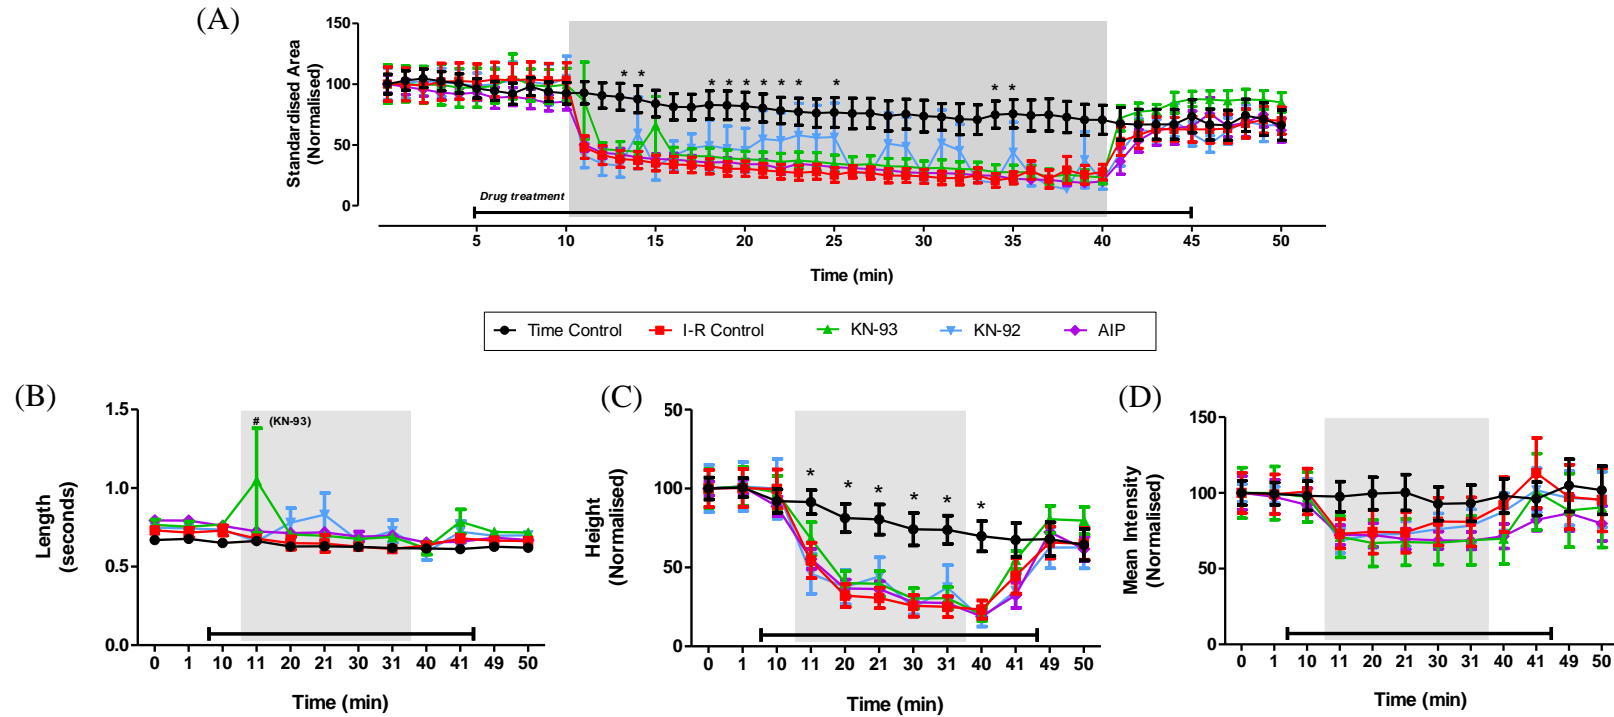 (A)
Standardised Area
(Normalised)
150
100
50
0
* * * * * * * * * * *
Drug treatment
5 10 15 20 25 30 35 40 45 50
Time (min)
Time Control I-R Control KN-93 KN-92 AIP
(B)
Length
(seconds)
1.5
1.0
0.5
0.0
# (KN-93)
0 1 10 11 20 21 30 31 40 41 49 50
Time (min)
(C)
Height
(Normalised)
50
100
50
0
* * * * * *
0 1 10 11 20 21 30 31 40 41 49 50
Time (min)
(D)
Mean Intensity
(Normalised)
150
100
50
0
0 1 10 11 20 21 30 31 40 41 49 50
Time (min)